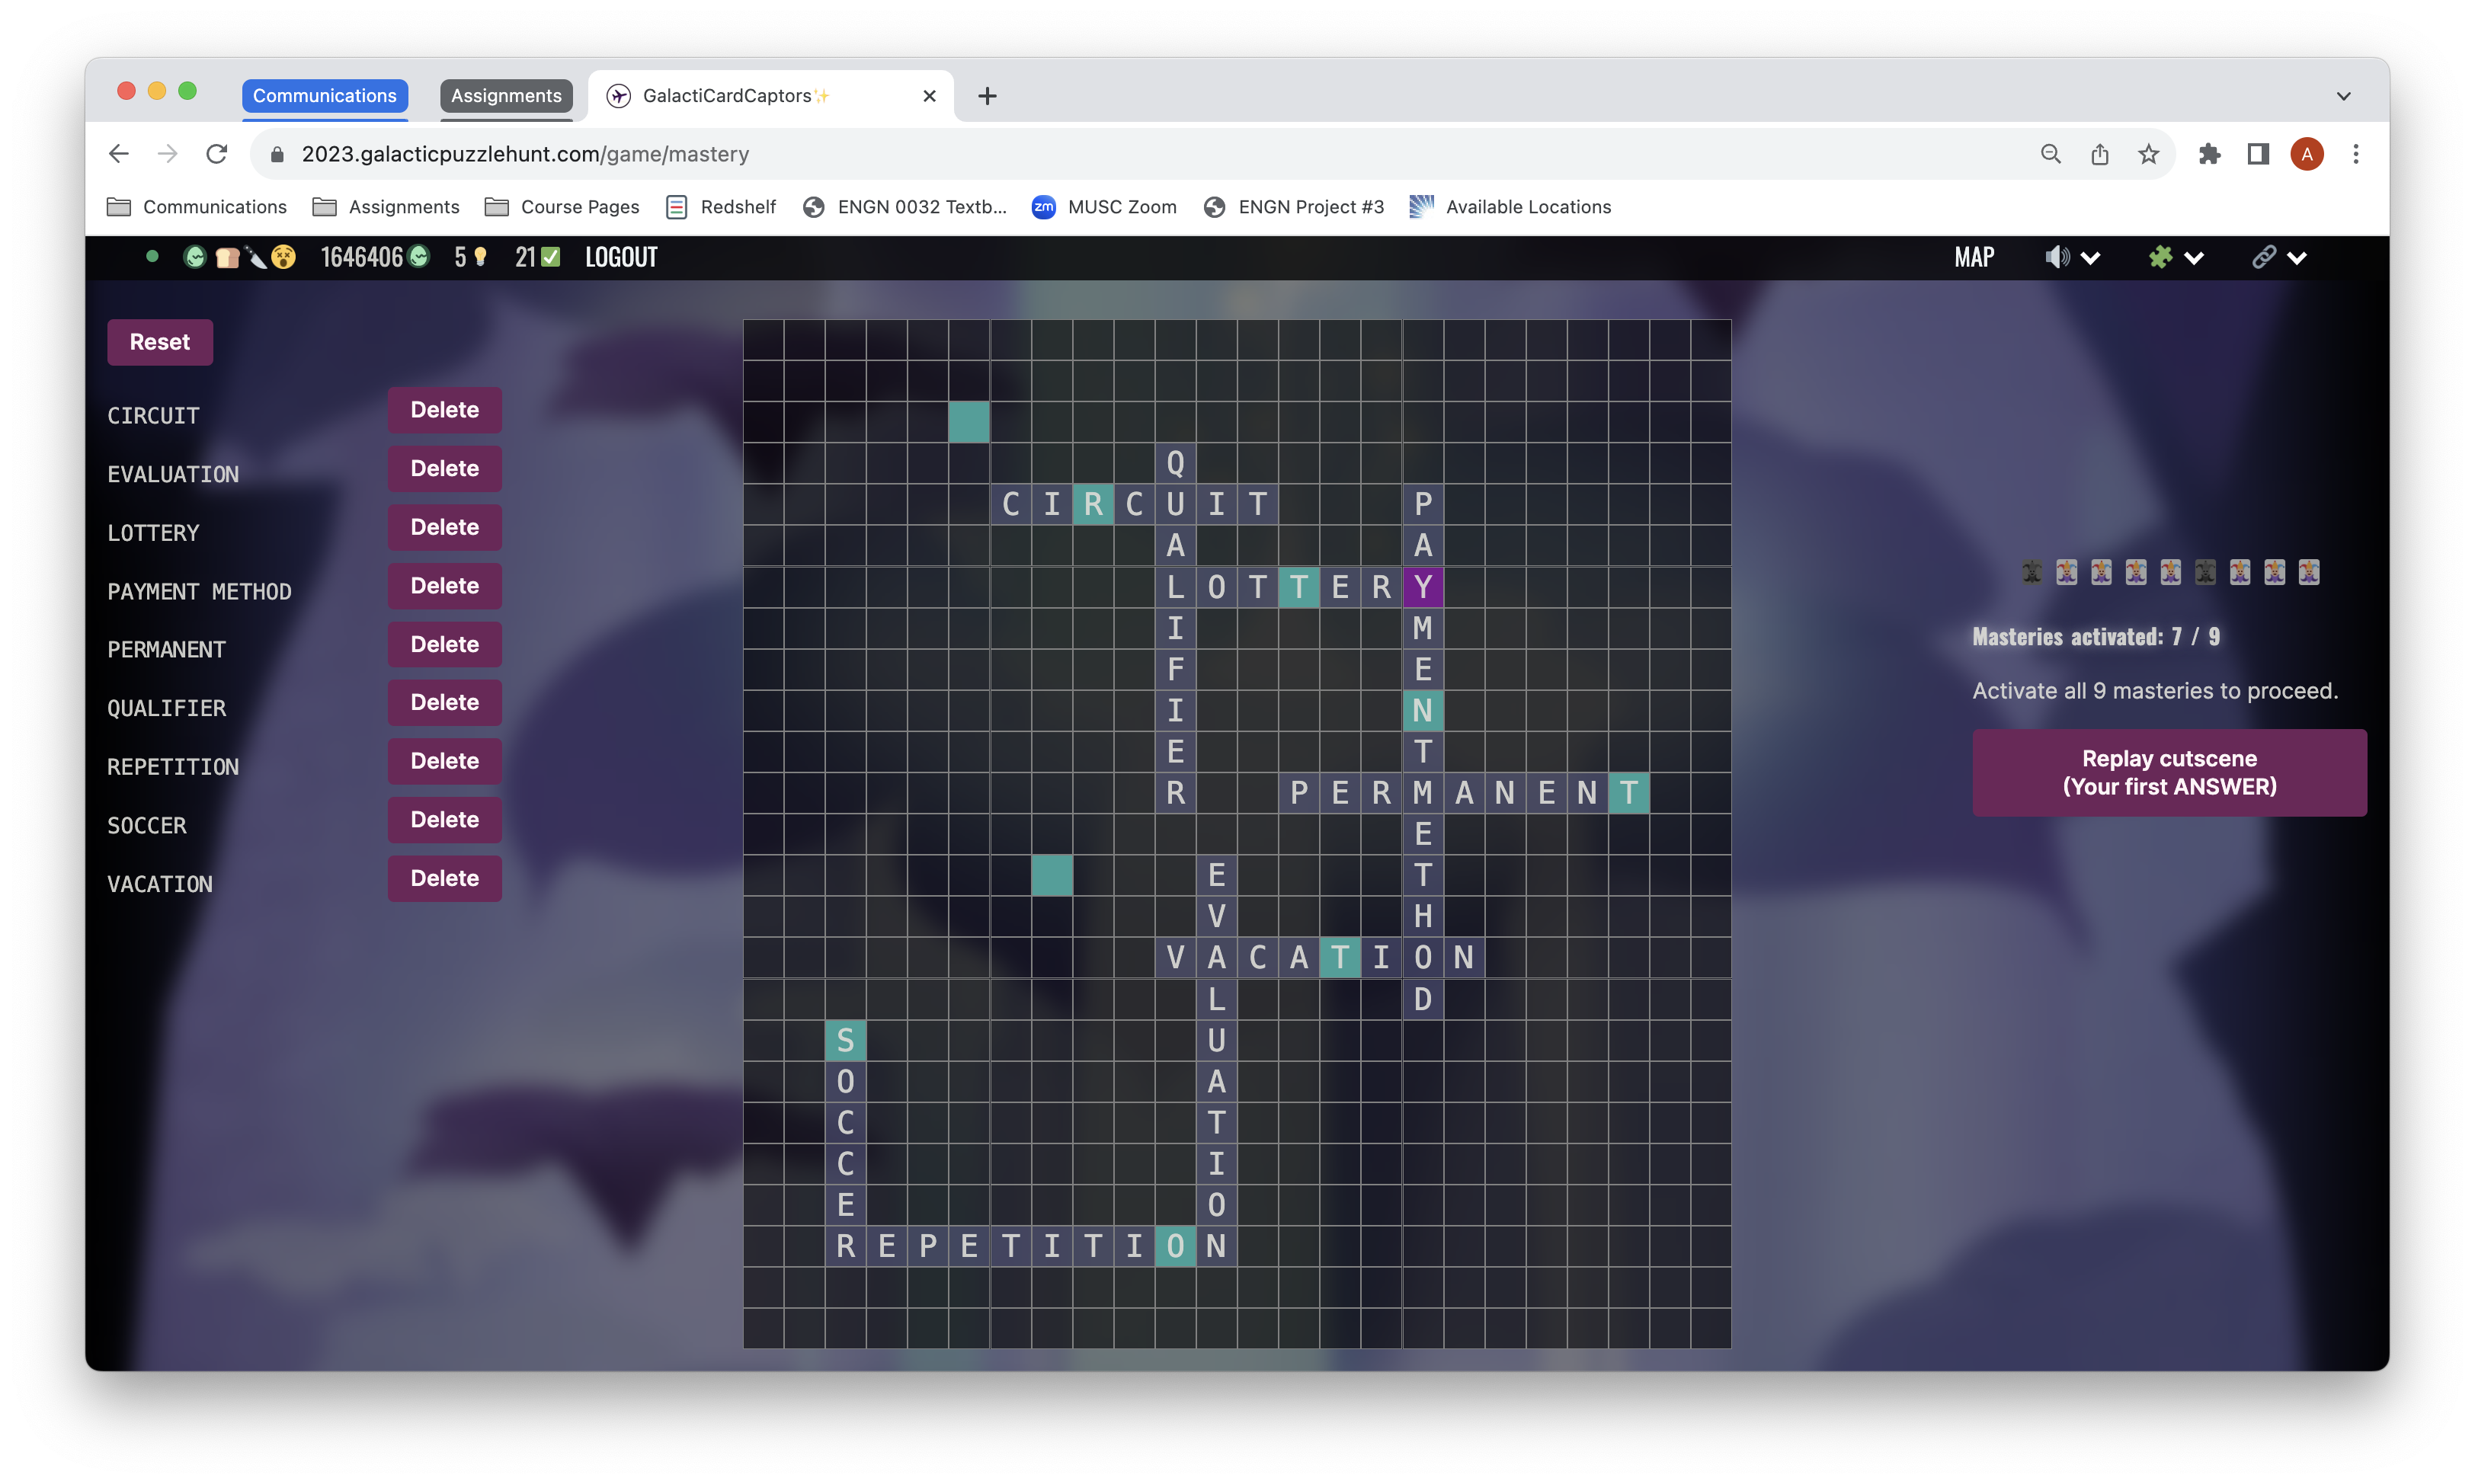 Communications Assignments GalactiCardCaptors✨
2023.galacticpuzzlehunt.com/game/mastery A
Communications Assignments Course Pages Redshelf ENGN 0032 Textb... zm MUSC Zoom ENGN Project #3 Available Locations
1646406 5 21 LOGOUT MAP
Reset
CIRCUIT Delete
EVALUATION Delete
LOTTERY Delete
PAYMENT METHOD Delete
PERMANENT Delete
QUALIFIER Delete
REPETITION Delete
SOCCER Delete
VACATION Delete
Q
C I R C U I T P
A A
L O T T E R Y
I M
F E
I N
E T
R P E R M A N E N T
E
E T
V H
V A C A T I O N
L D
S U
O A
C T
C I
E O
R E P E T I T I O N
Masteries activated: 7 / 9
Activate all 9 masteries to proceed.
Replay cutscene
(Your first ANSWER)